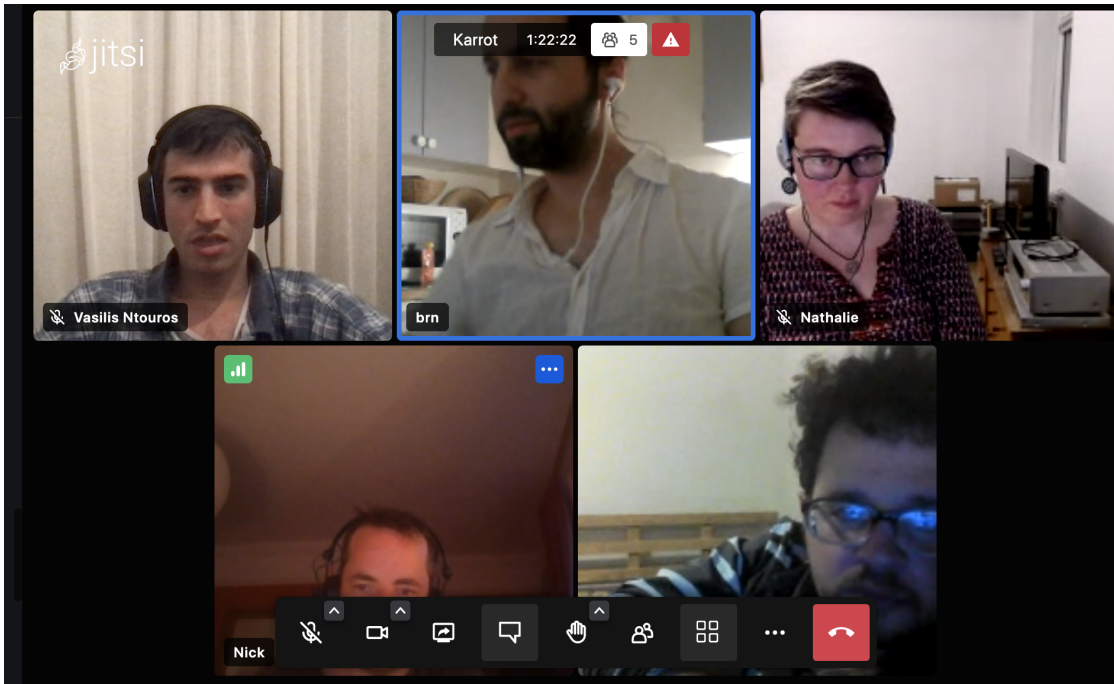 jitsi
Karrot 1:22:22 5
Vasilis Ntouros
brn
Nathalie
Nick